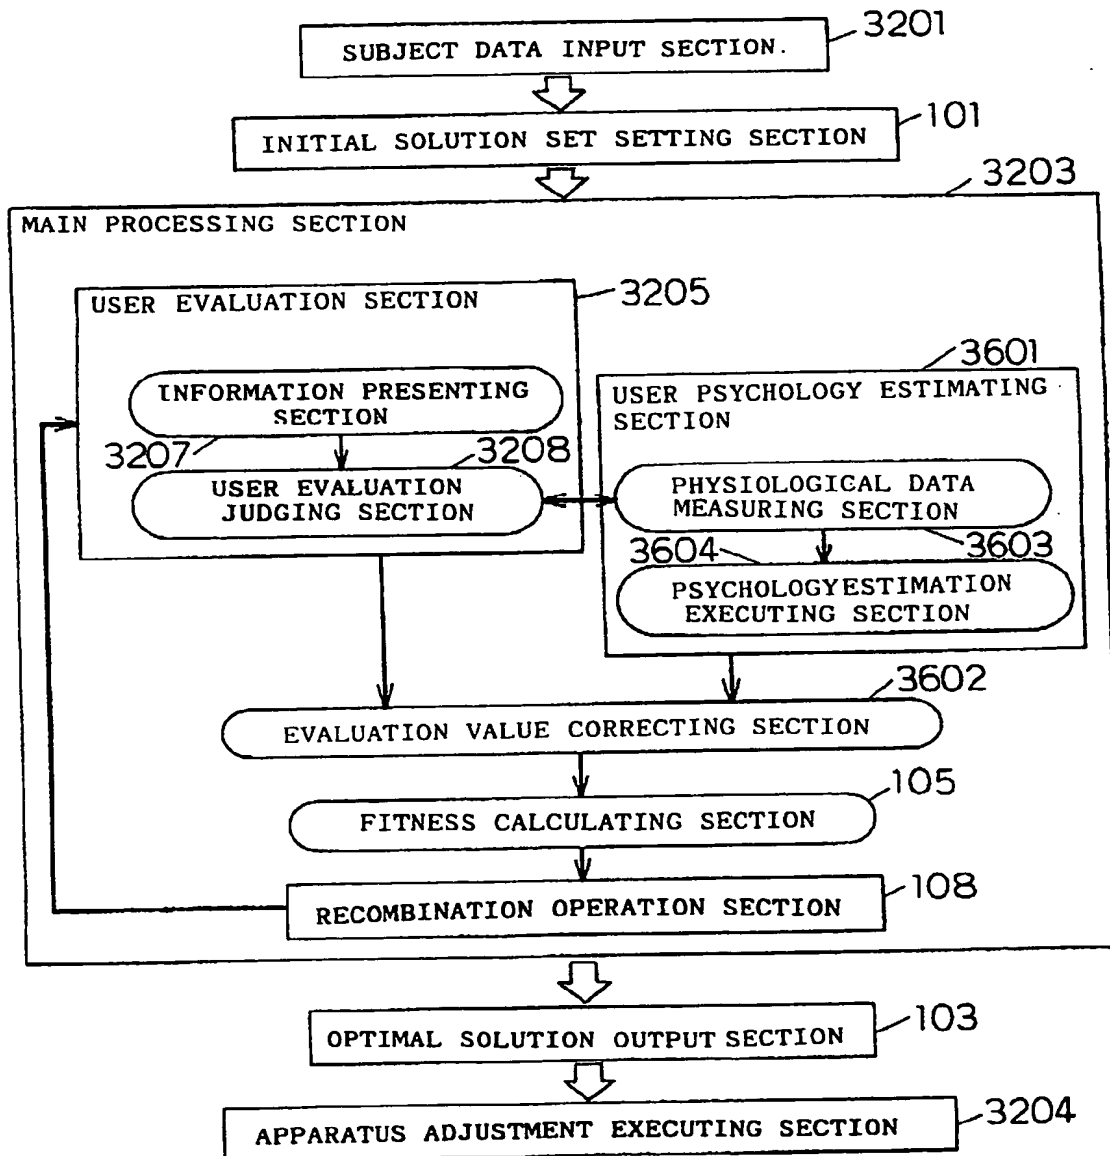 3201
SUBJECT DATA INPUT SECTION.
101
INITIAL SOLUTION SET SETTING SECTION
3203
MAIN PROCESSING SECTION
USER EVALUATION SECTION
3205
INFORMATION PRESENTING
SECTION
3207
3208
USER EVALUATION
JUDGING SECTION
3601
USER PSYCHOLOGY ESTIMATING
SECTION
PHYSIOLOGICAL DATA
MEASURING SECTION
3604
3603
PSYCHOLOGYESTIMATION
EXECUTING SECTION
3602
EVALUATION VALUE CORRECTING SECTION
105
FITNESS CALCULATING SECTION
108
RECOMBINATION OPERATION SECTION
103
OPTIMAL SOLUTION OUTPUT SECTION
3204
APPARATUS ADJUSTMENT EXECUTING SECTION